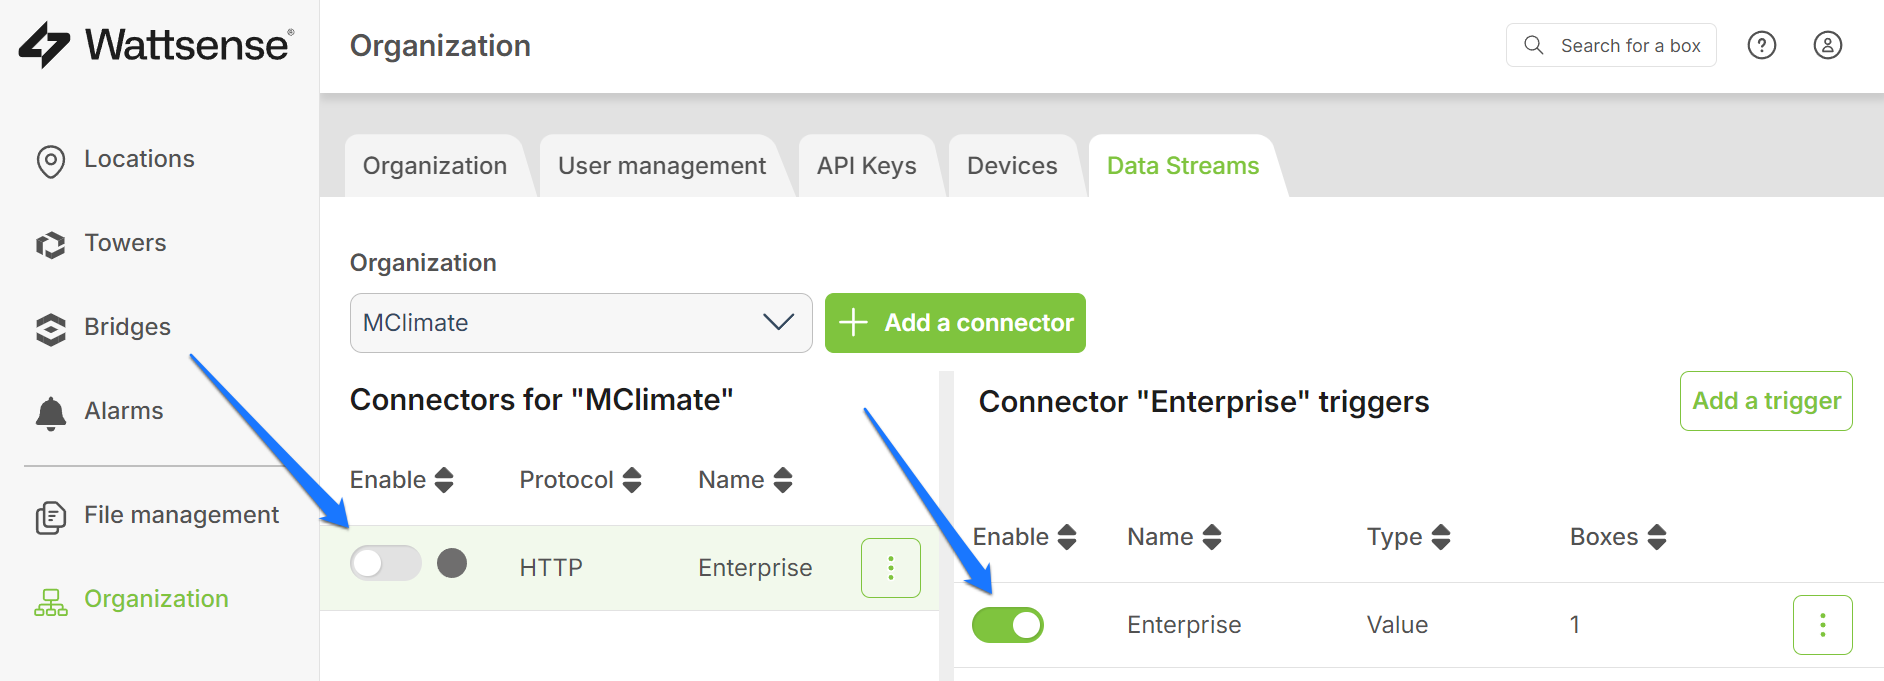 Wattsense®
Organization
Search for a box
Locations
Towers
Bridges
Alarms
File management
Organization
Organization
User management
API Keys
Devices
Data Streams
Organization
MClimate
Add a connector
Connectors for "MClimate"
Enable
Protocol
Name
HTTP
Enterprise
Connector "Enterprise" triggers
Add a trigger
Enable
Name
Type
Boxes
Enterprise
Value
1